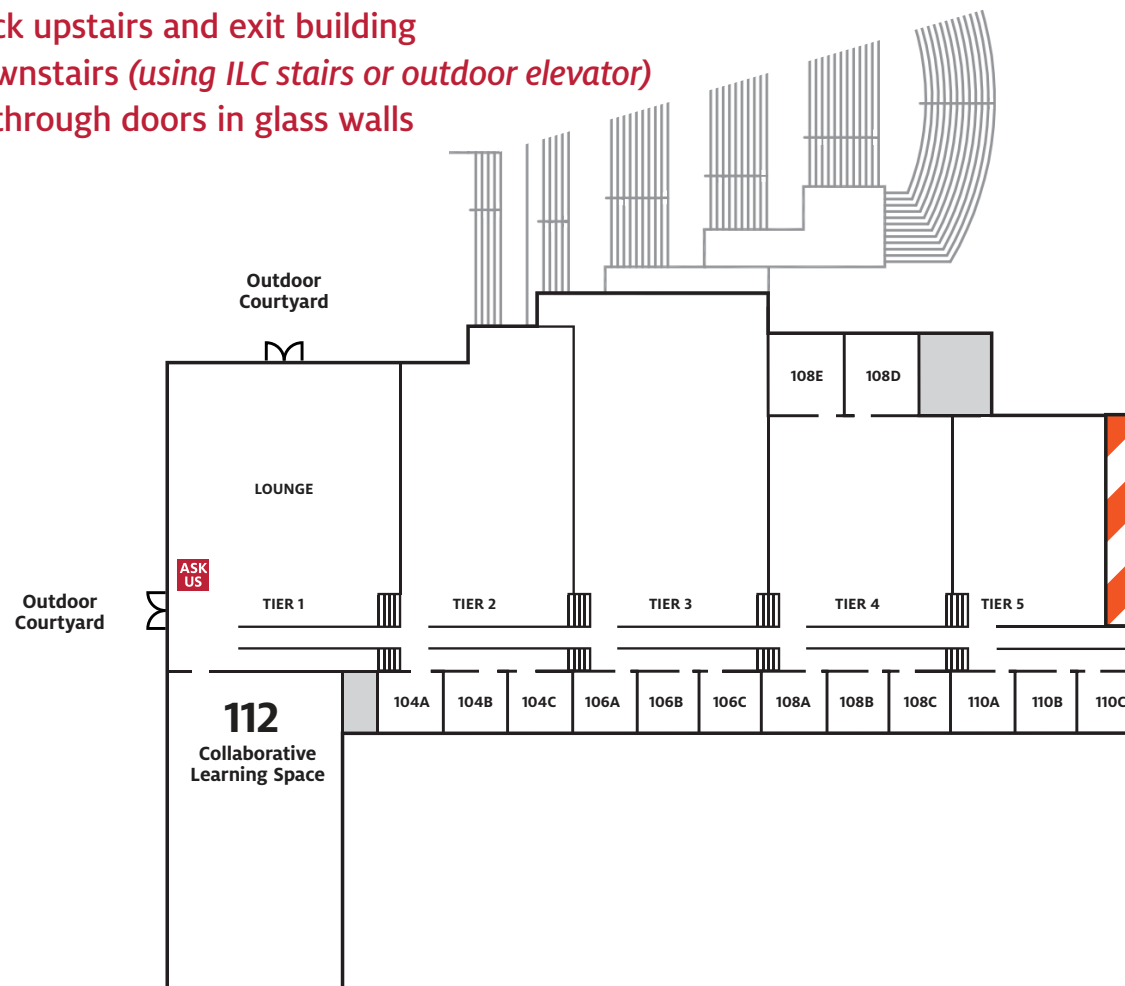 ck upstairs and exit building
wnstairs (using ILC stairs or outdoor elevator)
through doors in glass walls
Outdoor
Courtyard
108E
108D
LOUNGE
ASK
US
Outdoor
Courtyard
TIER 1
TIER 2
TIER 3
TIER 4
TIER 5
104A
104B
104C
106A
106B
106C
108A
108B
108C
110A
110B
110C
112
Collaborative
Learning Space